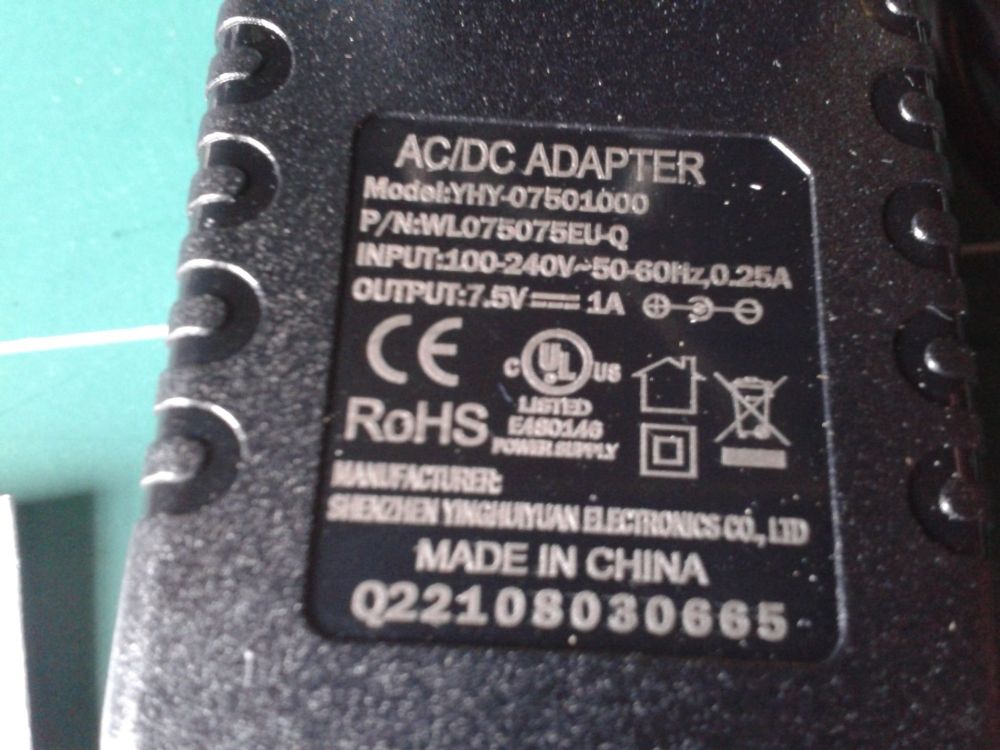 AC/DC ADAPTER
Model:YHY-07501000
P/N:WL075075EU-Q
INPUT:100-240V~50-60Hz,0.25A
OUTPUT:7.5V⎓1A
CE
C UL US
LISTED
E480146
POWER SUPPLY
RoHS
MANUFACTURER:
SHENZHEN YINGHUIYUAN ELECTRONICS CO., LTD
MADE IN CHINA
Q22108030665